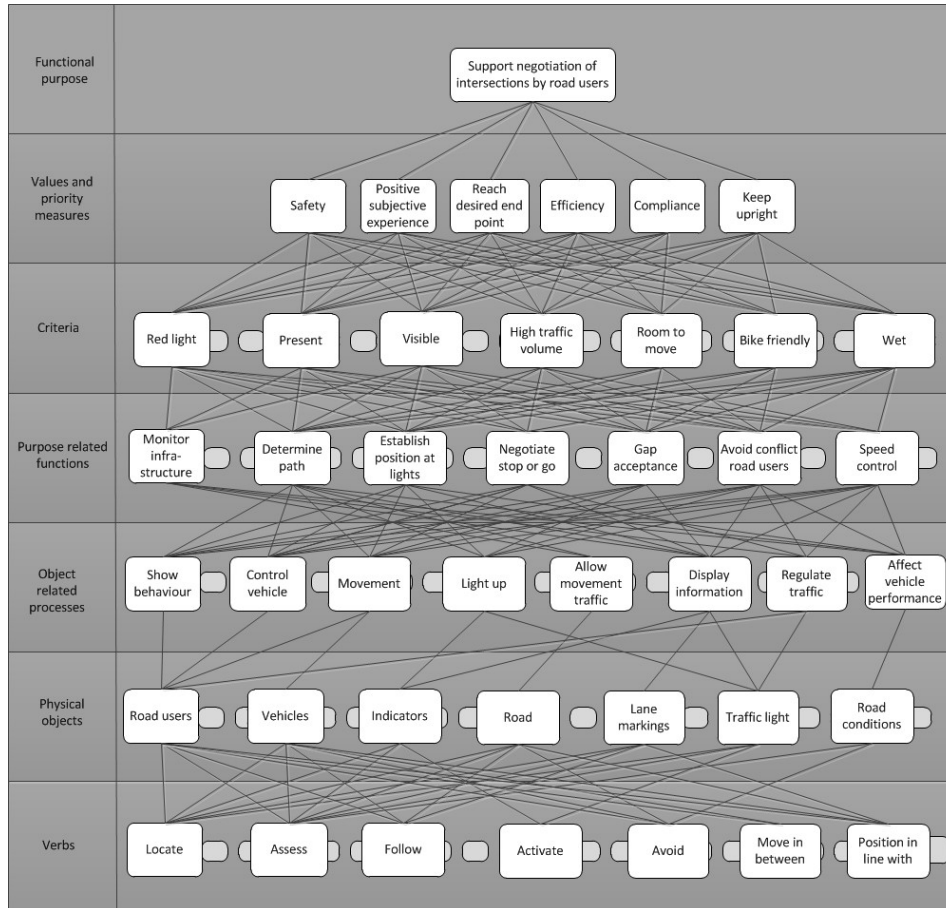 Functional
purpose
Support negotiation of
intersections by road users
Values and
priority
measures
Safety
Positive
subjective
experience
Reach
desired end
point
Efficiency
Compliance
Keep
upright
Criteria
Red light
Present
Visible
High traffic
volume
Room to
move
Bike friendly
Wet
Purpose related
functions
Monitor
infra-
structure
Determine
path
Establish
position at
lights
Negotiate
stop or go
Gap
acceptance
Avoid conflict
road users
Speed
control
Object
related
processes
Show
behaviour
Control
vehicle
Movement
Light up
Allow
movement
traffic
Display
information
Regulate
traffic
Affect
vehicle
performance
Physical
objects
Road users
Vehicles
Indicators
Road
Lane
markings
Traffic light
Road
conditions
Verbs
Locate
Assess
Follow
Activate
Avoid
Move in
between
Position in
line with